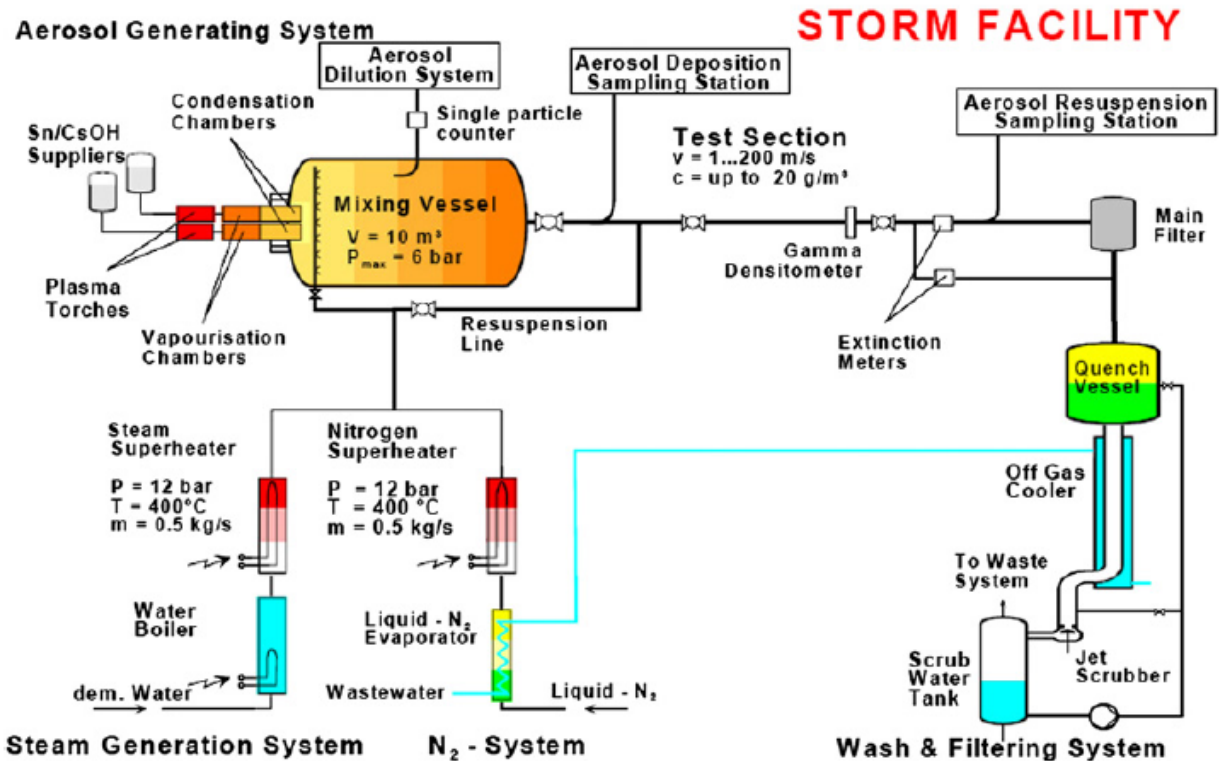 STORM FACILITY
Aerosol Generating System
Aerosol
Dilution System
Aerosol Deposition
Sampling Station
Aerosol Resuspension
Sampling Station
Condensation
Chambers
Single particle
counter
Sn/CsOH
Suppliers
Test Section
v = 1...200 m/s
c = up to 20 g/m³
Mixing Vessel
V = 10 m³
Pmax = 6 bar
Main
Filter
Gamma
Densitometer
Plasma
Torches
Vapourisation
Chambers
Resuspension
Line
Extinction
Meters
Quench
Vessel
Steam
Superheater
P = 12 bar
T = 400°C
m = 0.5 kg/s
Nitrogen
Superheater
P = 12 bar
T = 400 °C
m = 0.5 kg/s
Off Gas
Cooler
To Waste
System
Water
Boiler
Liquid - N₂
Evaporator
Scrub
Water
Tank
Jet
Scrubber
dem. Water
Wastewater
Liquid - N₂
Steam Generation System
N₂ - System
Wash & Filtering System